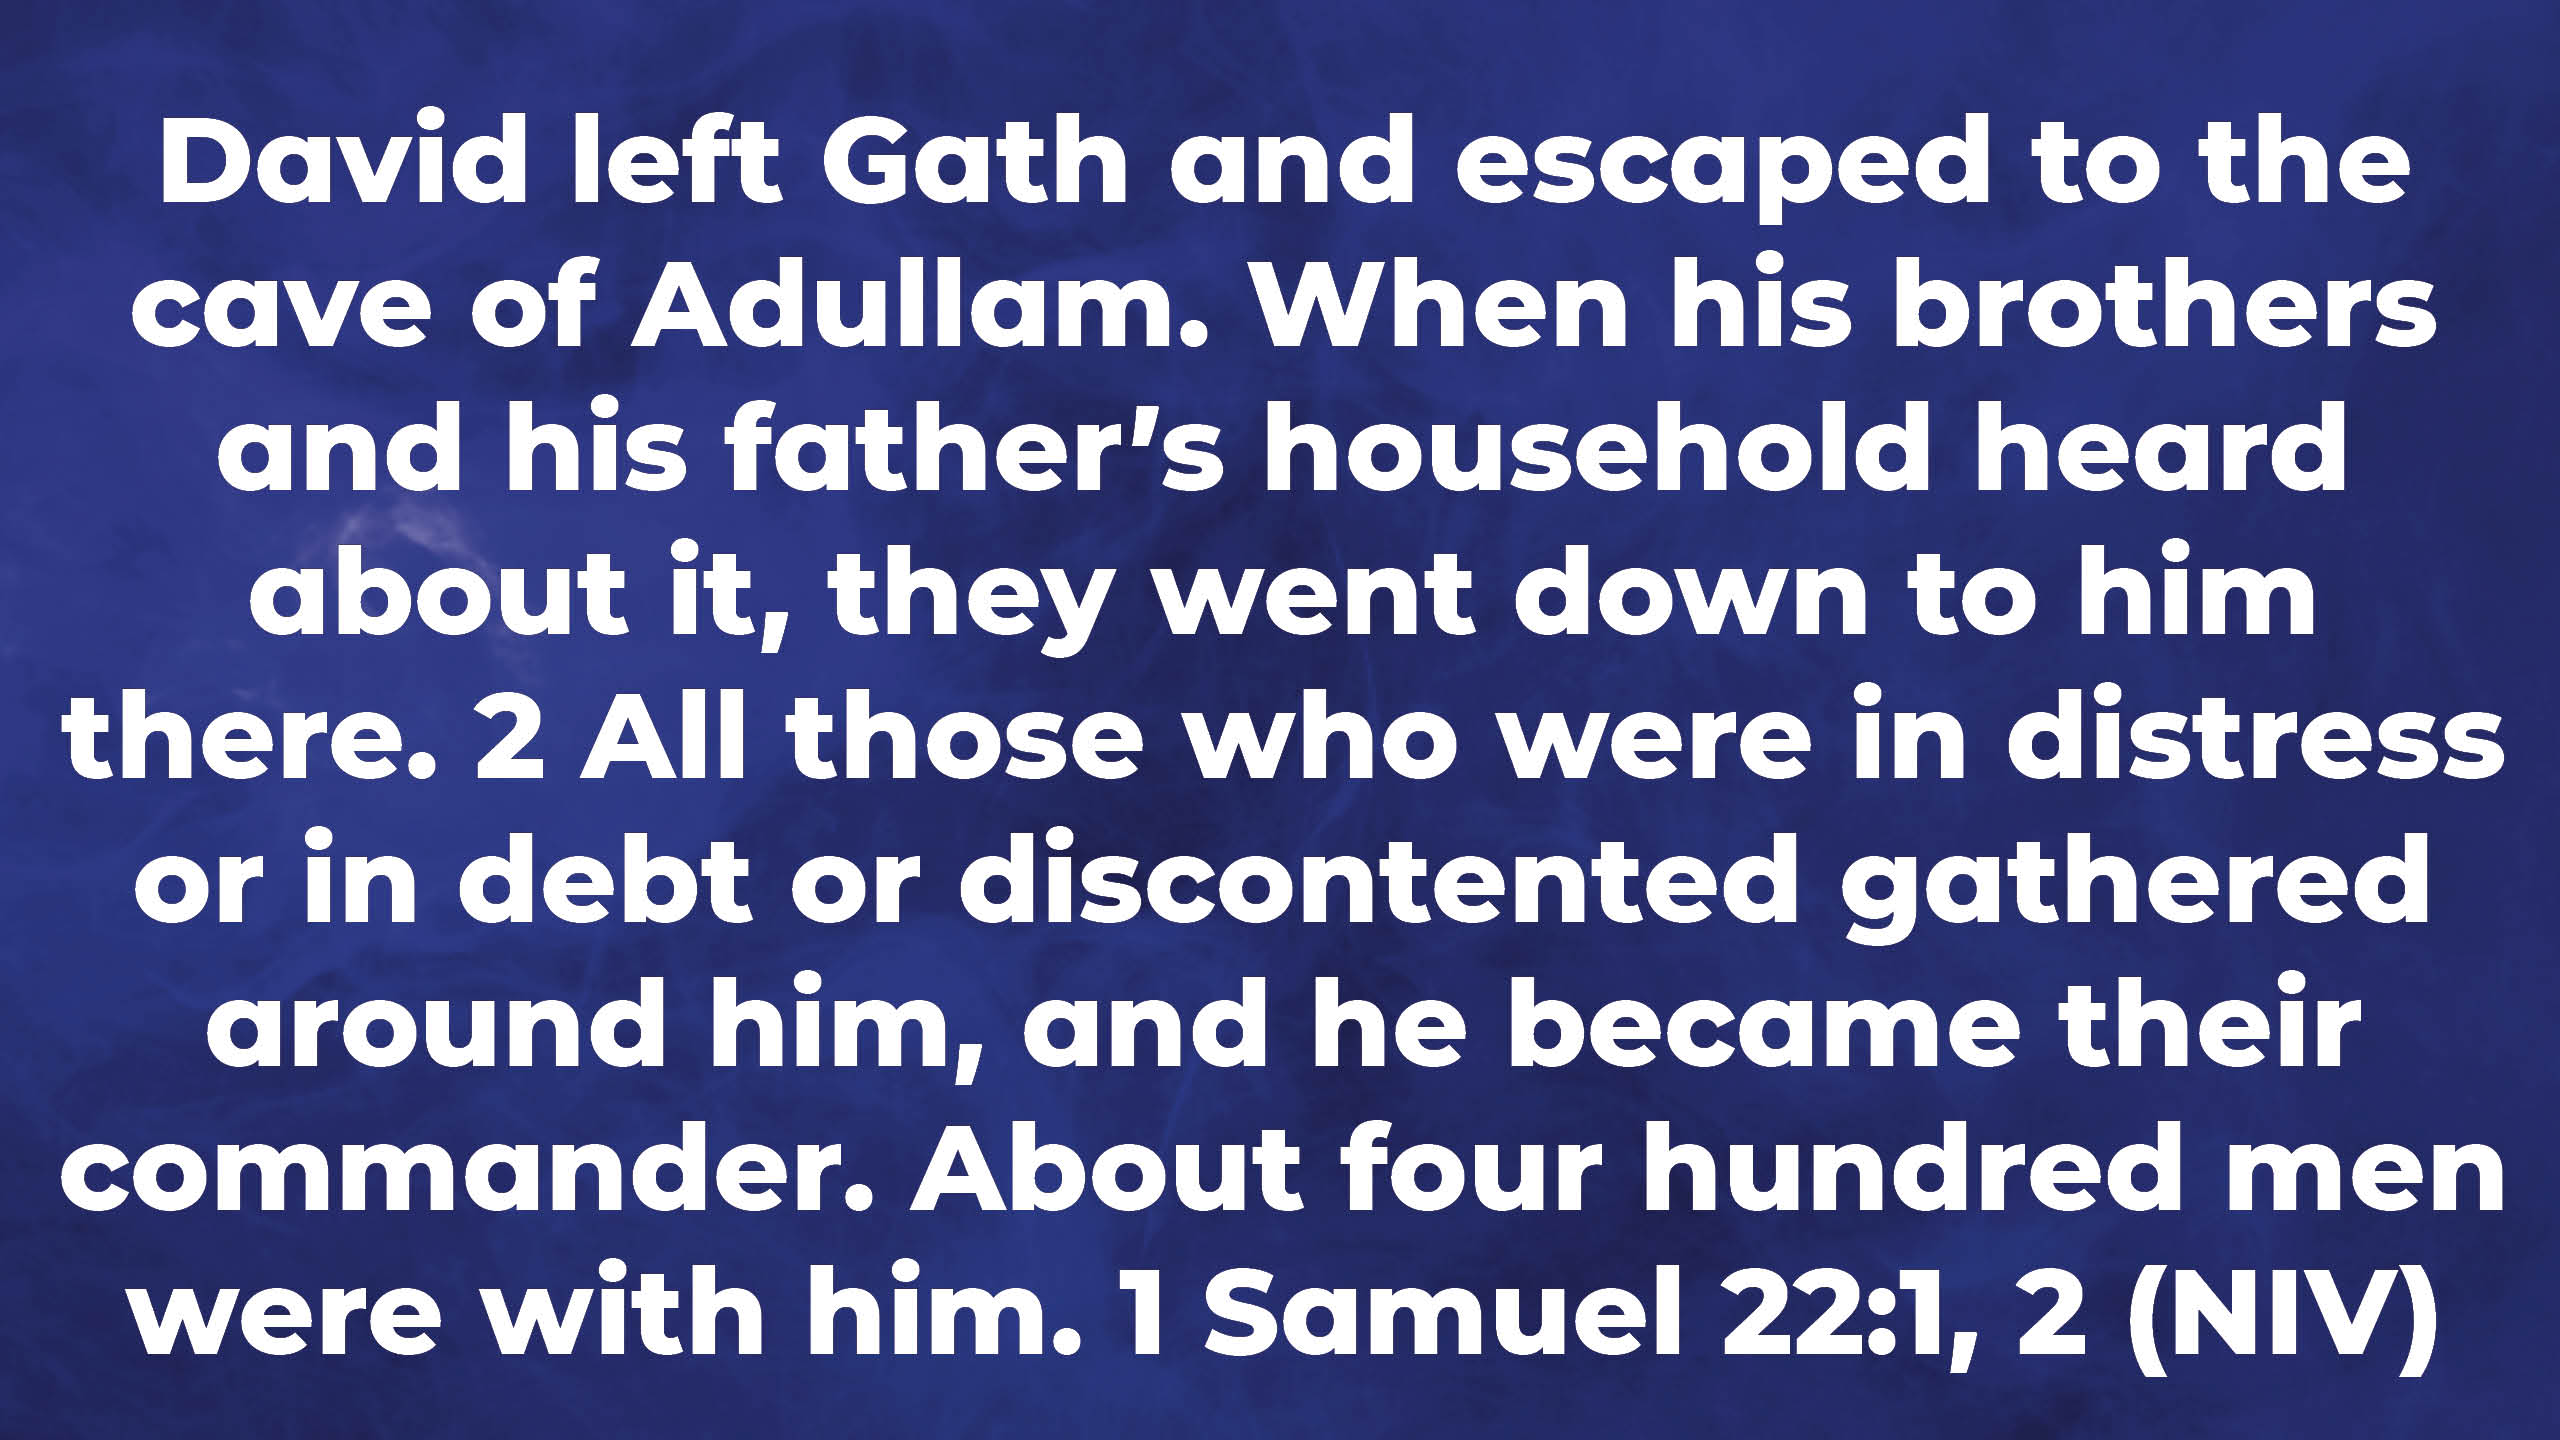 David left Gath and escaped to the
cave of Adullam. When his brothers
and his father’s household heard
about it, they went down to him
there. 2 All those who were in distress
or in debt or discontented gathered
around him, and he became their
commander. About four hundred men
were with him. 1 Samuel 22:1, 2 (NIV)